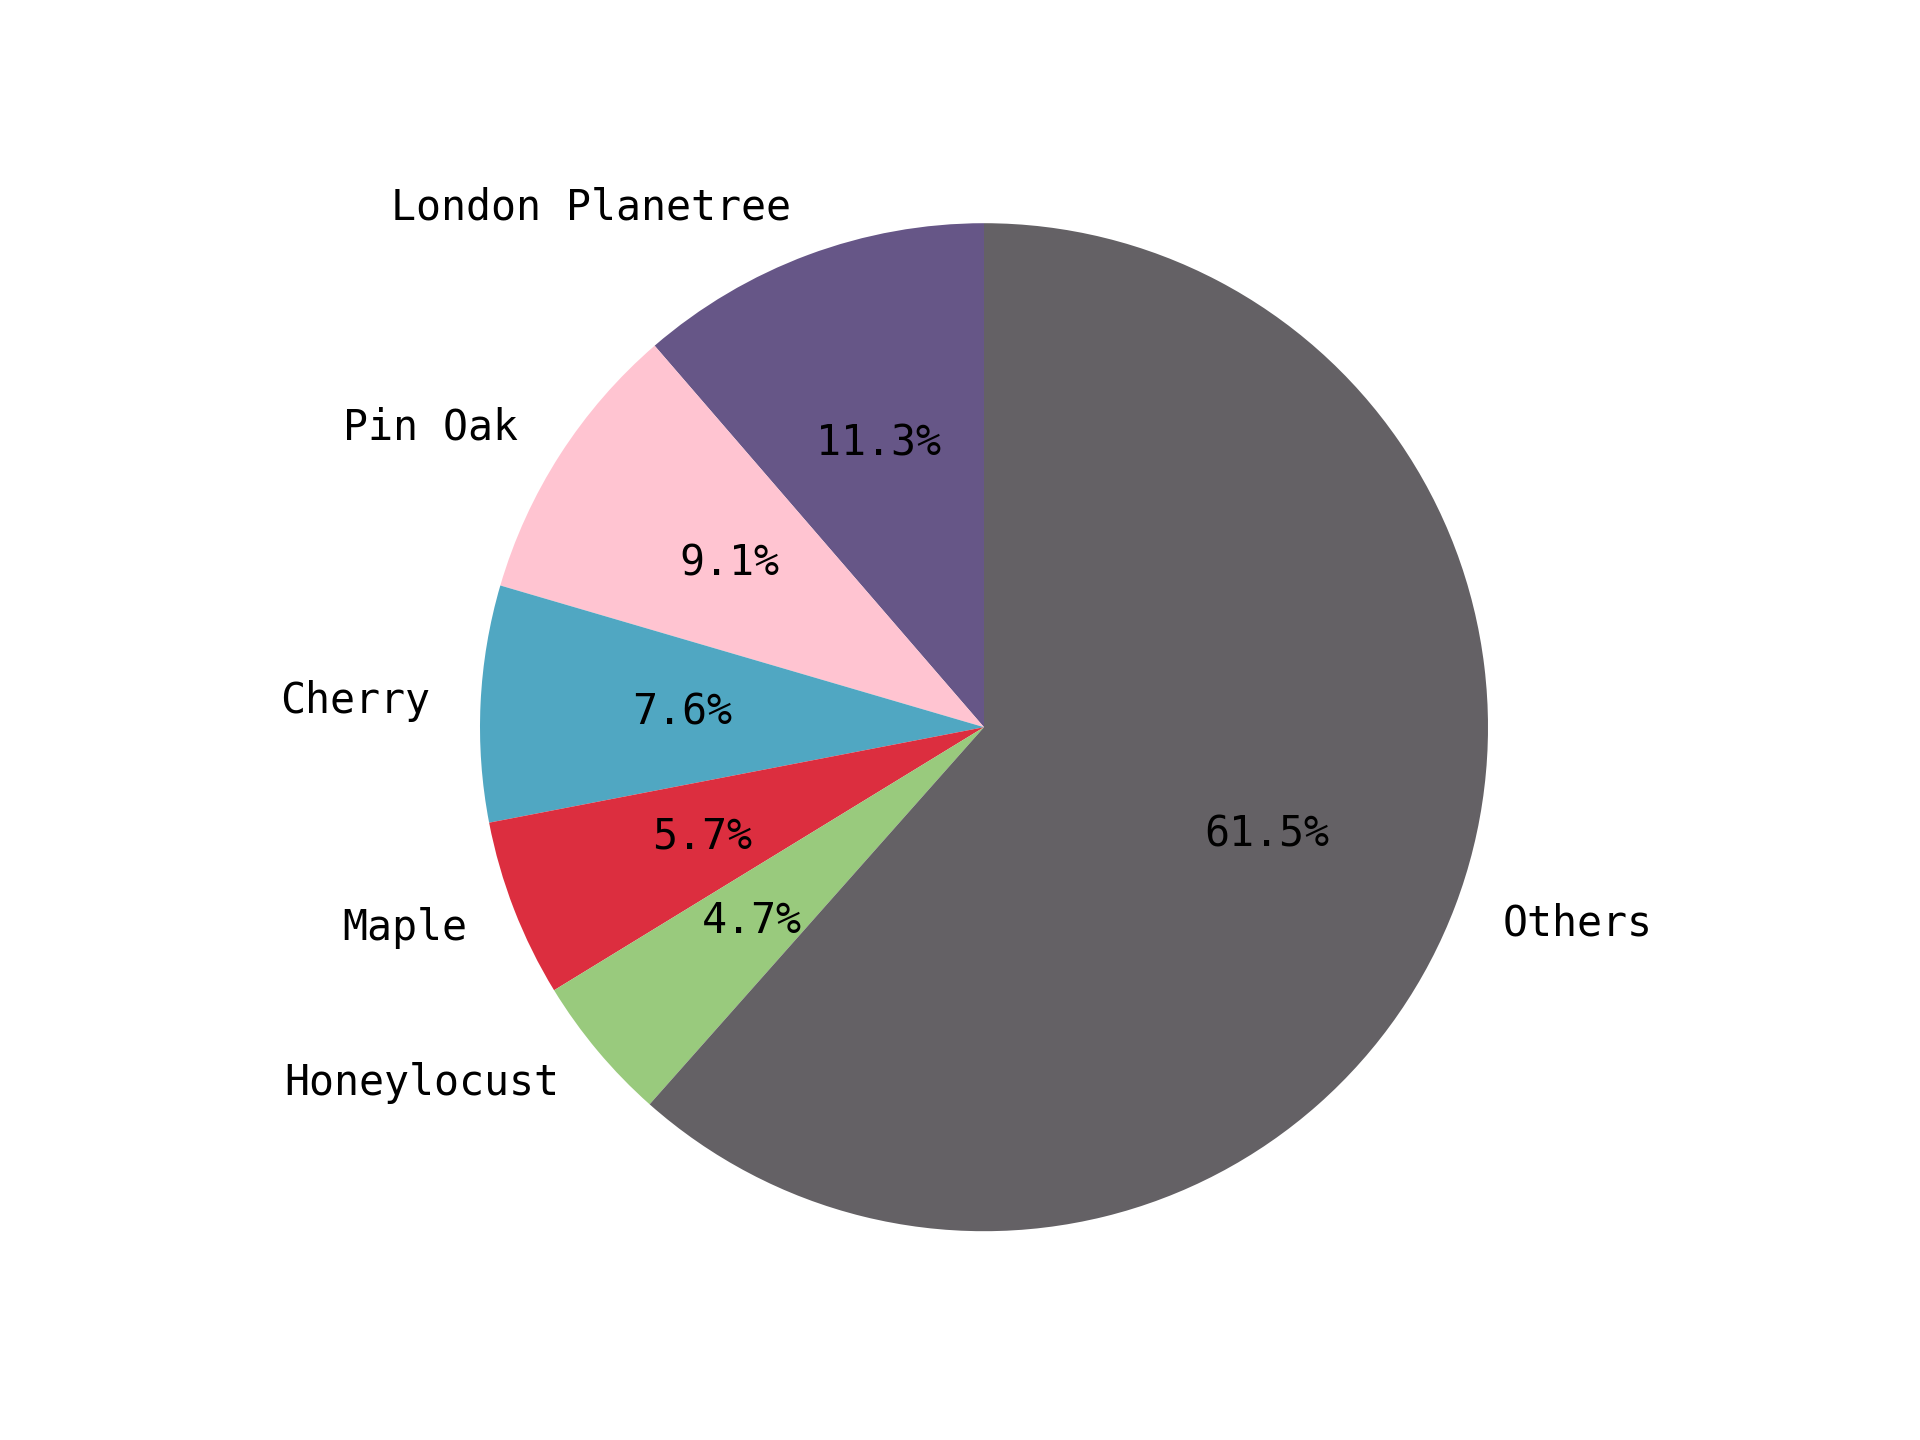 London Planetree
11.3%
Pin Oak
9.1%
Cherry
7.6%
Maple
5.7%
Honeylocust
4.7%
61.5%
Others